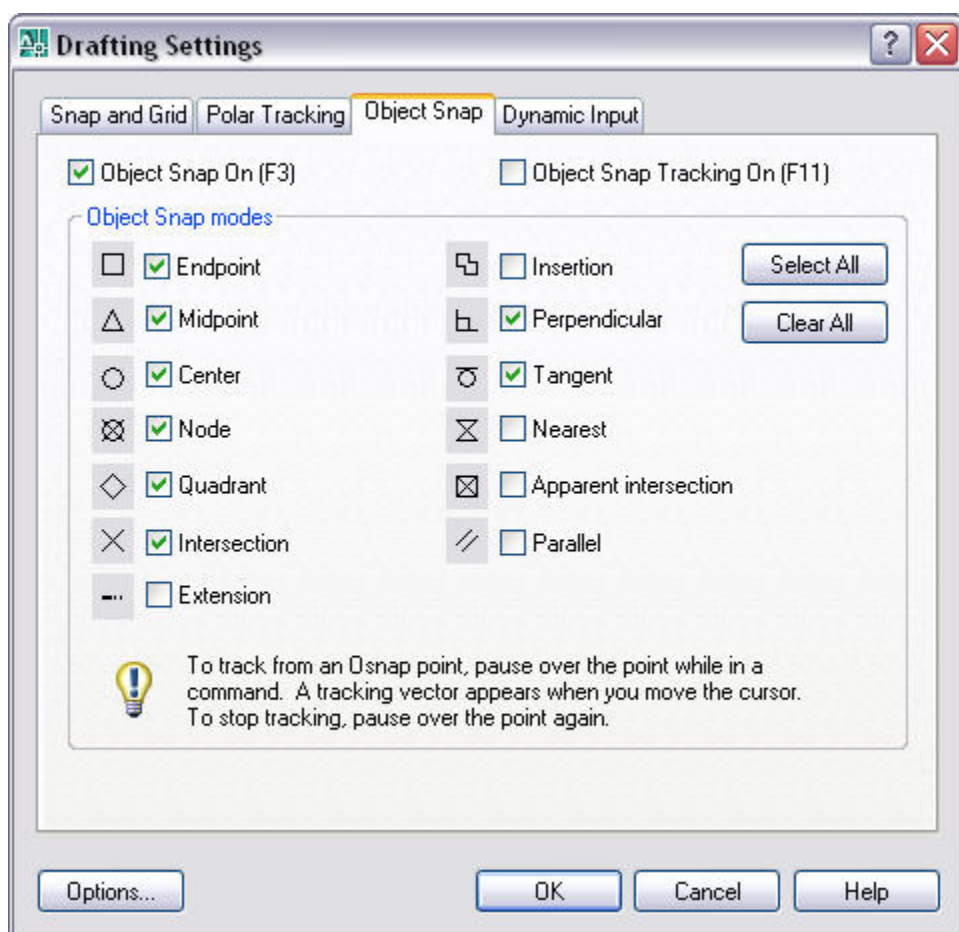 Drafting Settings
Snap and Grid
Polar Tracking
Object Snap
Dynamic Input
Object Snap On (F3)
Object Snap Tracking On (F11)
Object Snap modes
Endpoint
Midpoint
Center
Node
Quadrant
Intersection
Extension
Insertion
Perpendicular
Tangent
Nearest
Apparent intersection
Parallel
Select All
Clear All
To track from an Osnap point, pause over the point while in a
command. A tracking vector appears when you move the cursor.
To stop tracking, pause over the point again.
Options...
OK
Cancel
Help